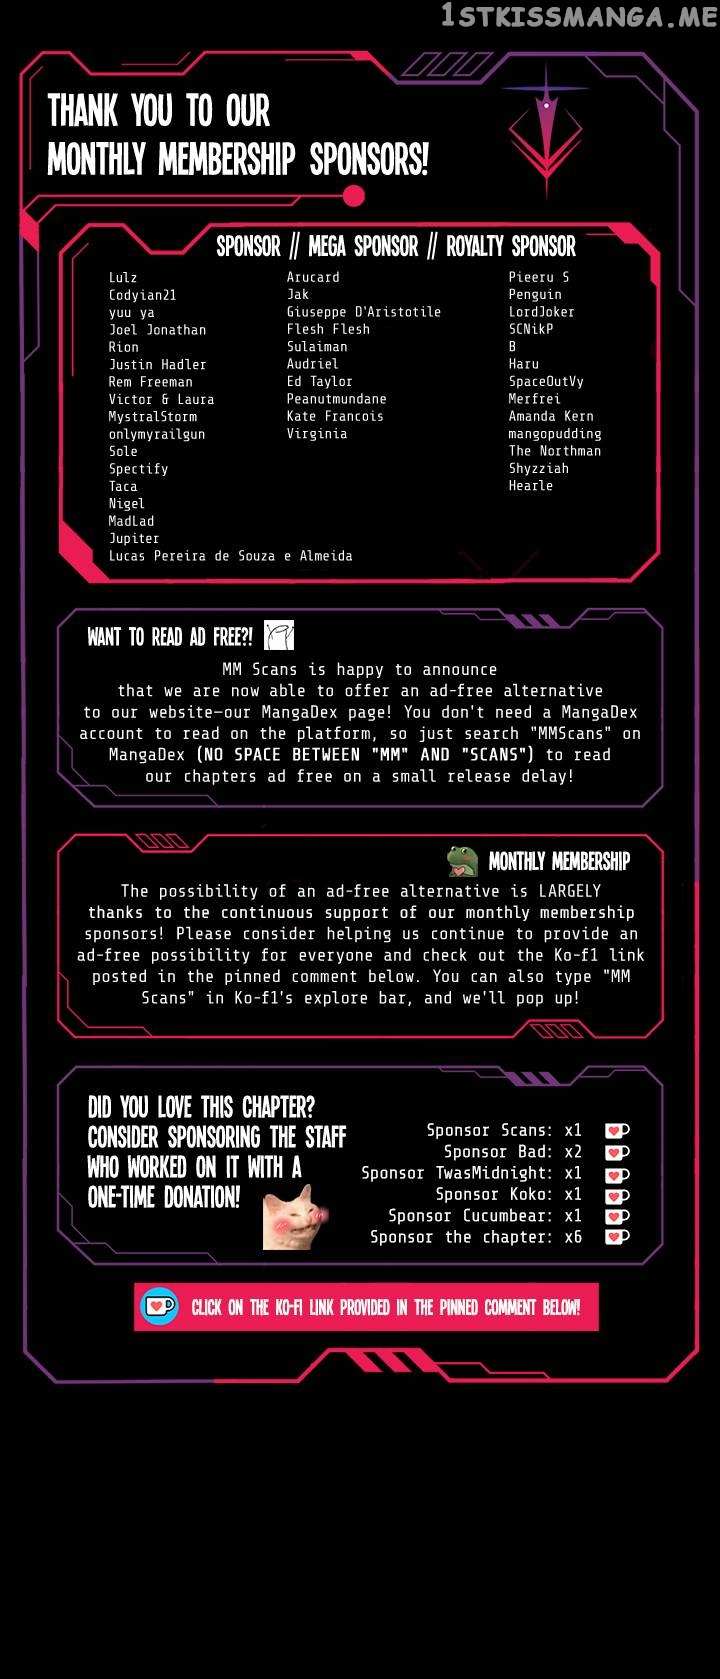 1STKISSMANGA.ME
THANK YOU TO OUR
MONTHLY MEMBERSHIP SPONSORS!
SPONSOR // MEGA SPONSOR // ROYALTY SPONSOR
Lulz
Codyian21
yuu ya
Joel Jonathan
Rion
Justin Hadler
Rem Freeman
Victor & Laura
MystralStorm
onlymyrailgun
Sole
Spectify
Taca
Nigel
MadLad
Jupiter
Lucas Pereira de Souza e Almeida
Arucard
Jak
Giuseppe D'Aristotile
Flesh Flesh
Sulaiman
Audriel
Ed Taylor
Peanutmundane
Kate Francois
Virginia
Pieeru S
Penguin
LordJoker
SCNikP
B
Haru
SpaceOutVy
Merfrei
Amanda Kern
mangopudding
The Northman
Shyzziah
Hearle
WANT TO READ AD FREE?!
MM Scans is happy to announce
that we are now able to offer an ad-free alternative
to our website—our MangaDex page! You don't need a MangaDex
account to read on the platform, so just search "MMScans" on
MangaDex (NO SPACE BETWEEN "MM" AND "SCANS") to read
our chapters ad free on a small release delay!
MONTHLY MEMBERSHIP
The possibility of an ad-free alternative is LARGELY
thanks to the continuous support of our monthly membership
sponsors! Please consider helping us continue to provide an
ad-free possibility for everyone and check out the Ko-f1 link
posted in the pinned comment below. You can also type "MM
Scans" in Ko-f1's explore bar, and we'll pop up!
DID YOU LOVE THIS CHAPTER?
CONSIDER SPONSORING THE STAFF
WHO WORKED ON IT WITH A
ONE-TIME DONATION!
Sponsor Scans: x1
Sponsor Bad: x2
Sponsor TwasMidnight: x1
Sponsor Koko: x1
Sponsor Cucumbear: x1
Sponsor the chapter: x6
CLICK ON THE KO-FI LINK PROVIDED IN THE PINNED COMMENT BELOW!